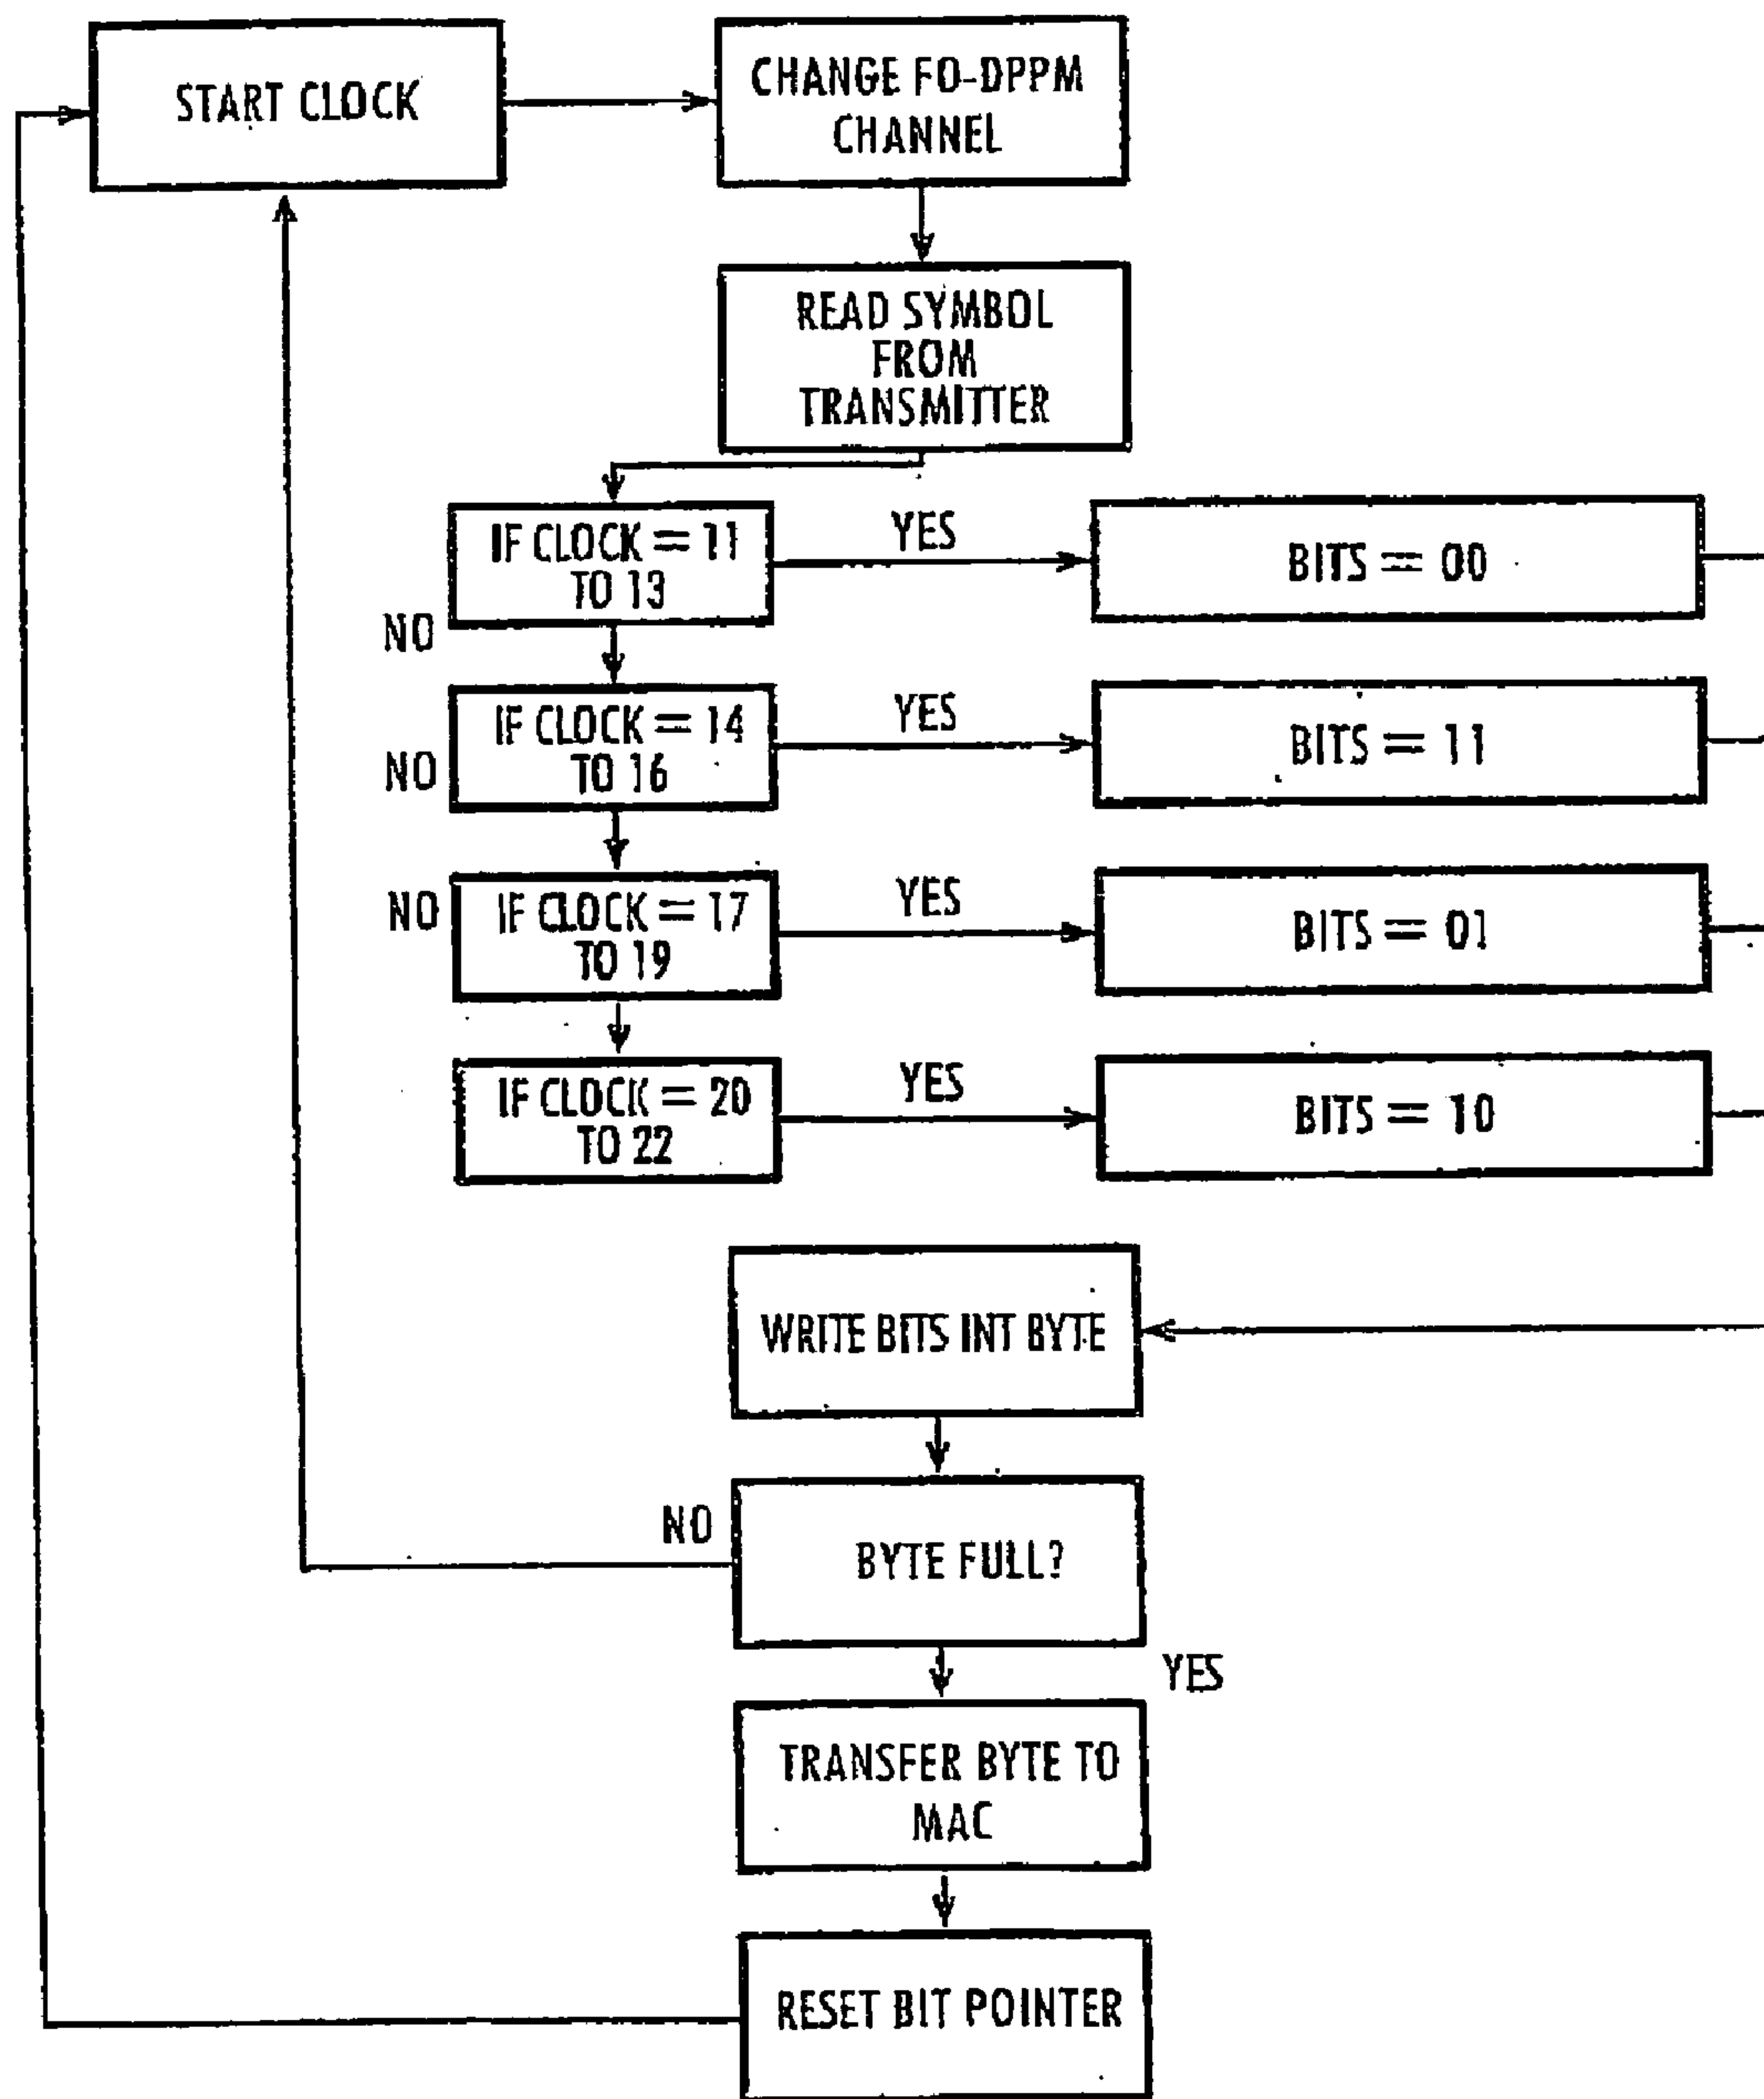 START CLOCK
CHANGE FO-DPPM
CHANNEL
READ SYMBOL
FROM
TRANSMITTER
IF CLOCK = 11
TO 13
YES
BITS = 00
NO
IF CLOCK = 14
TO 16
YES
BITS = 11
NO
IF CLOCK = 17
TO 19
YES
BITS = 01
NO
IF CLOCK = 20
TO 22
YES
BITS = 10
WRITE BITS INT BYTE
NO
BYTE FULL?
YES
TRANSFER BYTE TO
MAC
RESET BIT POINTER